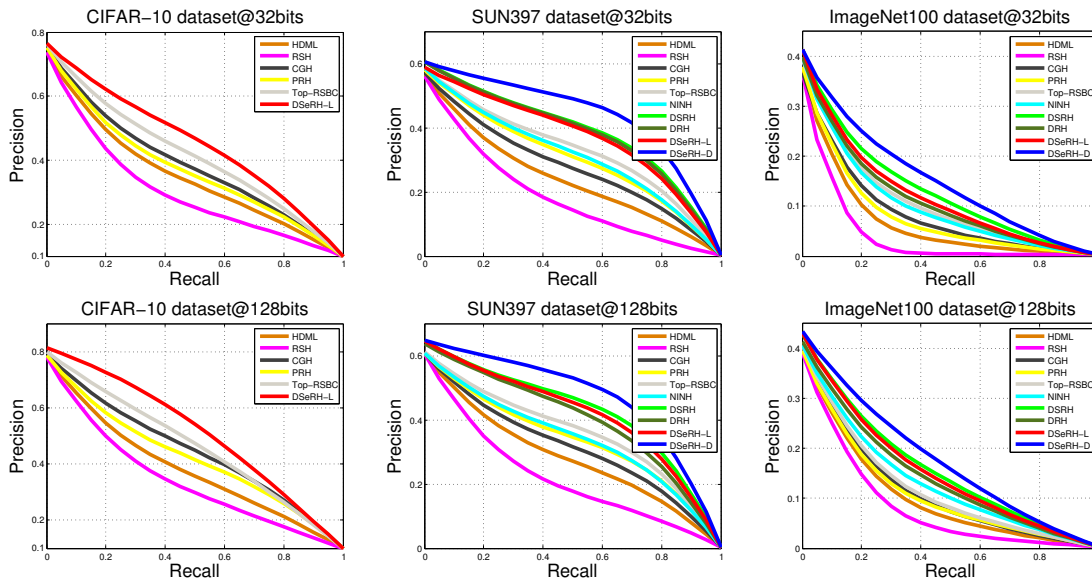 CIFAR−10 dataset@32bits
0.8
0.6
0.4
0.2
0.1
0
0.2
0.4
0.6
0.8
1
Precision
Recall
HDML
RSH
CGH
PRH
Top−RSBC
DSeRH−L
SUN397 dataset@32bits
0.6
0.4
0.2
0
0
0.2
0.4
0.6
0.8
1
Precision
Recall
HDML
RSH
CGH
PRH
Top−RSBC
NINH
DSRH
DRH
DSeRH−L
DSeRH−D
ImageNet100 dataset@32bits
0.4
0.3
0.2
0.1
0
0
0.2
0.4
0.6
0.8
Precision
Recall
HDML
RSH
CGH
PRH
Top−RSBC
NINH
DSRH
DRH
DSeRH−L
DSeRH−D
CIFAR−10 dataset@128bits
0.8
0.6
0.4
0.2
0.1
0
0.2
0.4
0.6
0.8
1
Precision
Recall
HDML
RSH
CGH
PRH
Top−RSBC
DSeRH−L
SUN397 dataset@128bits
0.6
0.4
0.2
0
0
0.2
0.4
0.6
0.8
1
Precision
Recall
HDML
RSH
CGH
PRH
Top−RSBC
NINH
DSRH
DRH
DSeRH−L
DSeRH−D
ImageNet100 dataset@128bits
0.4
0.3
0.2
0.1
0
0
0.2
0.4
0.6
0.8
Precision
Recall
HDML
RSH
CGH
PRH
Top−RSBC
NINH
DSRH
DRH
DSeRH−L
DSeRH−D